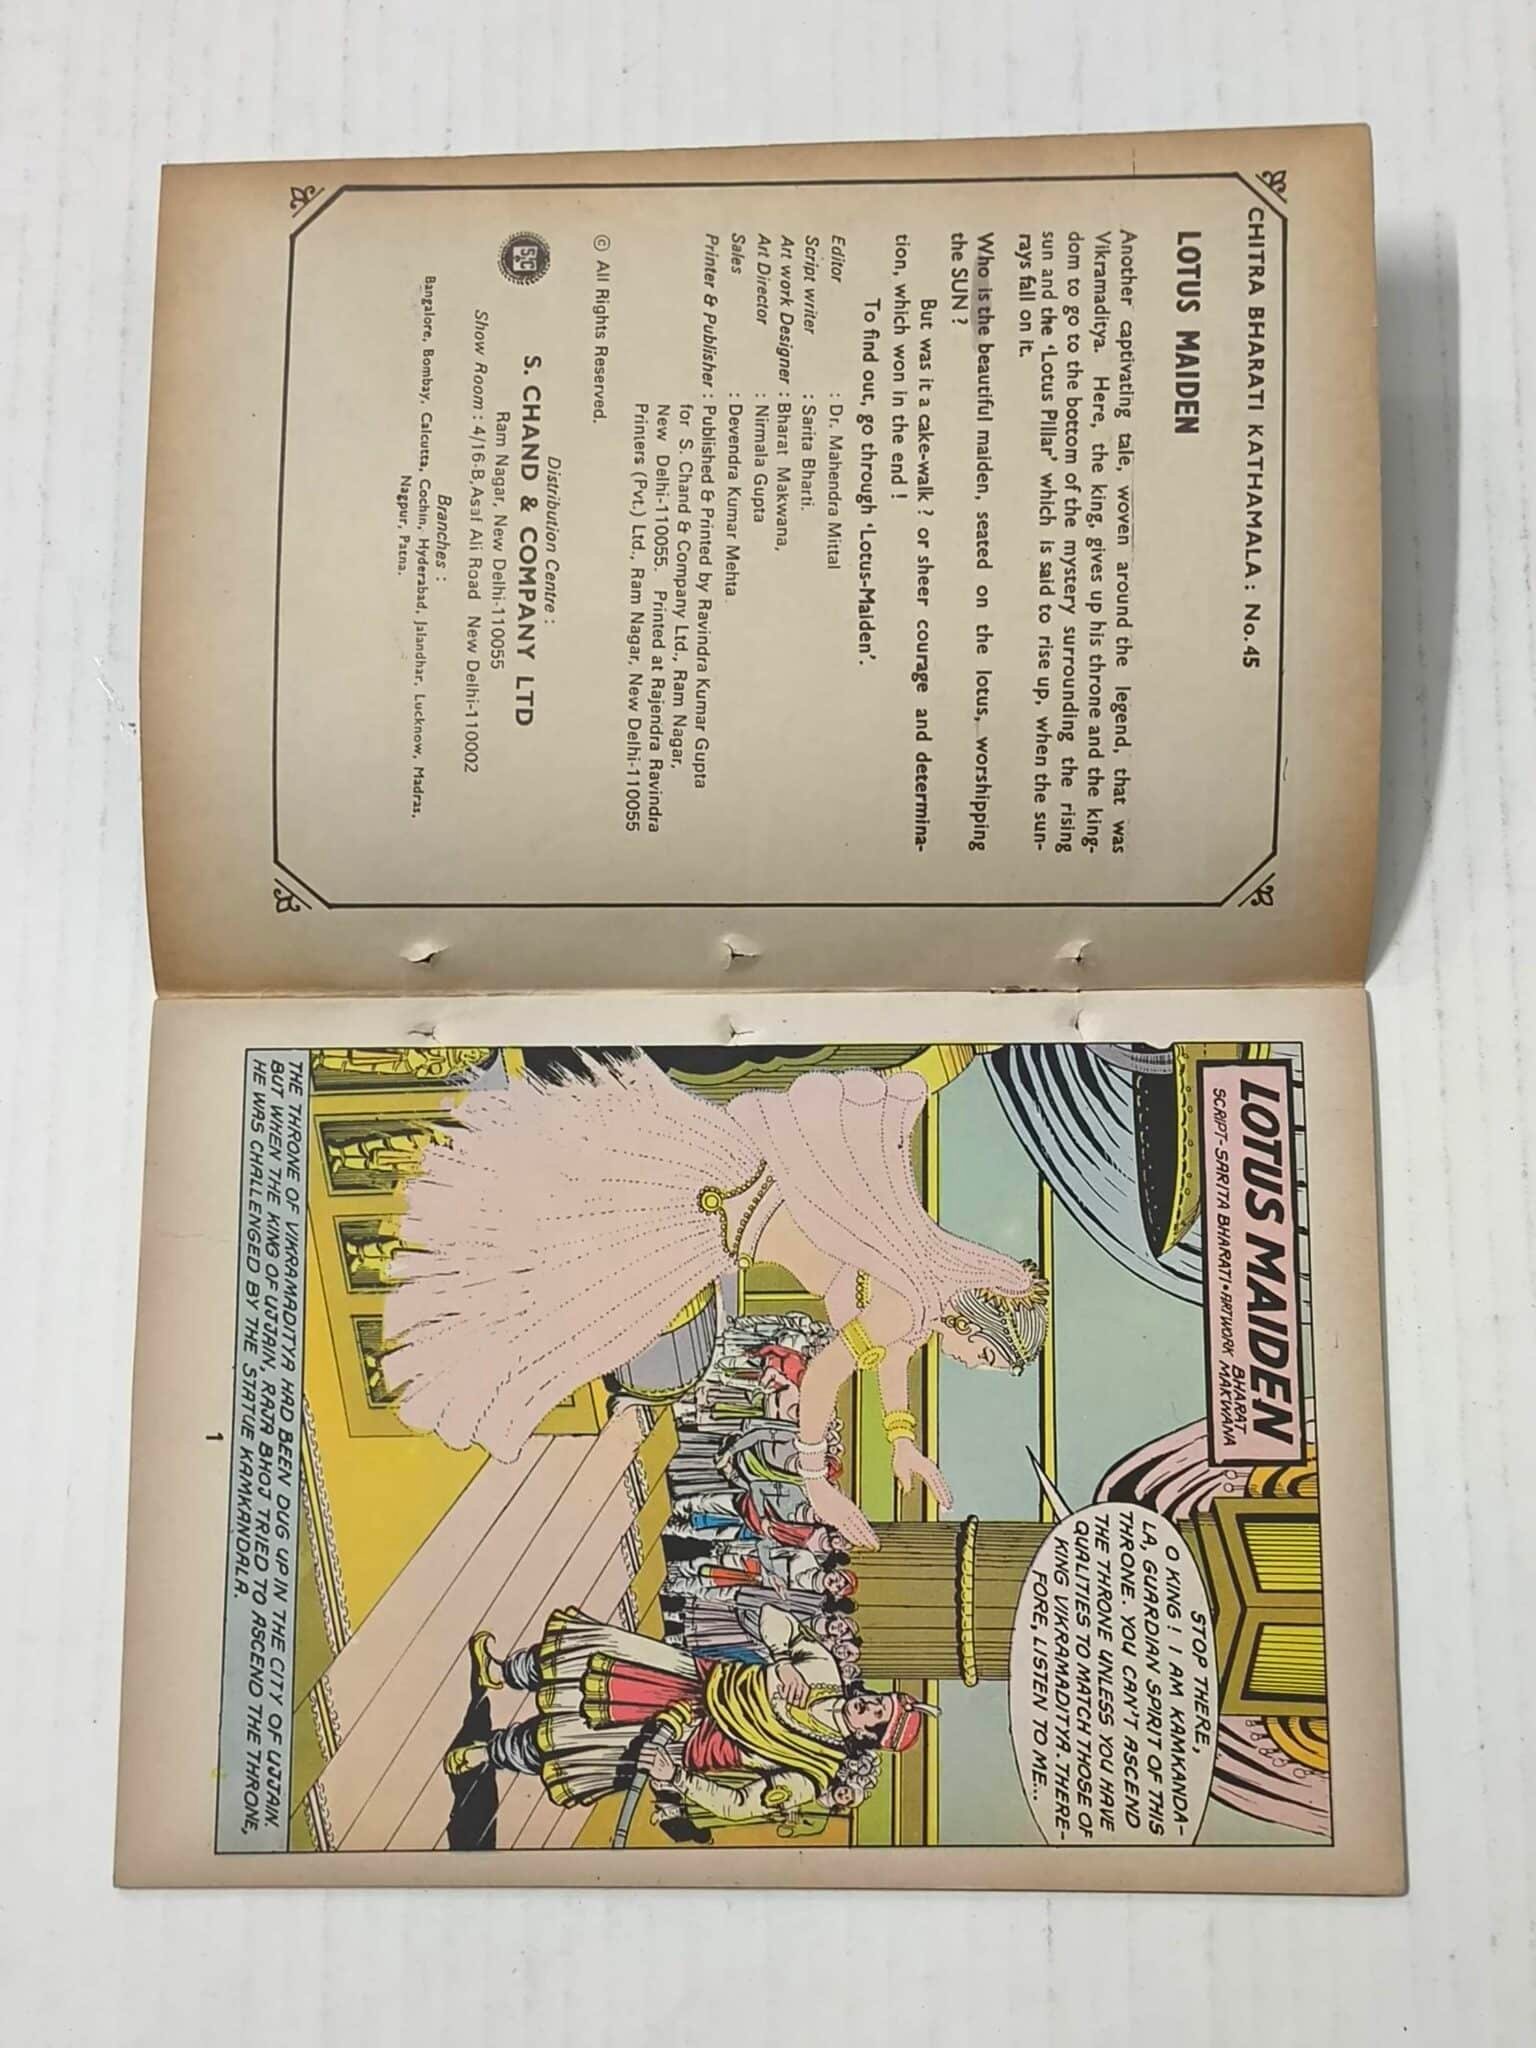 CHITRA BHARATI KATHAMALA : No. 45
LOTUS MAIDEN
Another captivating tale, woven around the legend, that was
Vikramaditya. Here, the king, gives up his throne and the king-
dom to go to the bottom of the mystery surrounding the rising
sun and the 'Lotus Pillar' which is said to rise up, when the sun-
rays fall on it.
Who is the beautiful maiden, seated on the lotus, worshipping
the SUN ?
But was it a cake-walk ? or sheer courage and determina-
tion, which won in the end !
To find out, go through 'Lotus-Maiden'.
Editor : Dr. Mahendra Mittal
Script writer : Sarita Bharti.
Art work Designer : Bharat Makwana,
Art Director : Nirmala Gupta
Sales : Devendra Kumar Mehta
Printer & Publisher : Published & Printed by Ravindra Kumar Gupta
for S. Chand & Company Ltd., Ram Nagar,
New Delhi-110055. Printed at Rajendra Ravindra
Printers (Pvt.) Ltd., Ram Nagar, New Delhi-110055
© All Rights Reserved.
Distribution Centre :
S. CHAND & COMPANY LTD
Ram Nagar, New Delhi-110055
Show Room : 4/16-B, Asaf Ali Road New Delhi-110002
S/C
Branches :
Bangalore, Bombay, Calcutta, Cochin, Hyderabad, Jalandhar, Lucknow, Madras,
Nagpur, Patna.
LOTUS MAIDEN
SCRIPT-SARITA BHARATI • ARTWORK BHARAT
MAKWANA
STOP THERE,
O KING! I AM KAMKANDA-
LA, GUARDIAN SPIRIT OF THIS
THRONE. YOU CAN'T ASCEND
THE THRONE UNLESS YOU HAVE
QUALITIES TO MATCH THOSE OF
KING VIKRAMADITYA. THERE-
FORE, LISTEN TO ME...
THE THRONE OF VIKRAMADITYA HAD BEEN DUG UP IN THE CITY OF UJJAIN.
BUT WHEN THE KING OF UJJAIN, RAJA BHOJ TRIED TO ASCEND THE THRONE,
HE WAS CHALLENGED BY THE STATUE KAMKANDALA.
1